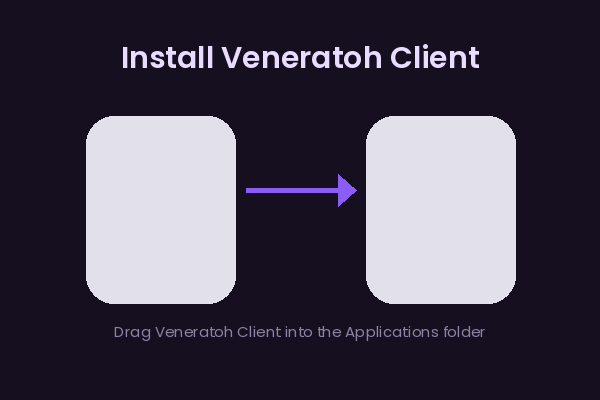 Install Veneratoh Client
Drag Veneratoh Client into the Applications folder